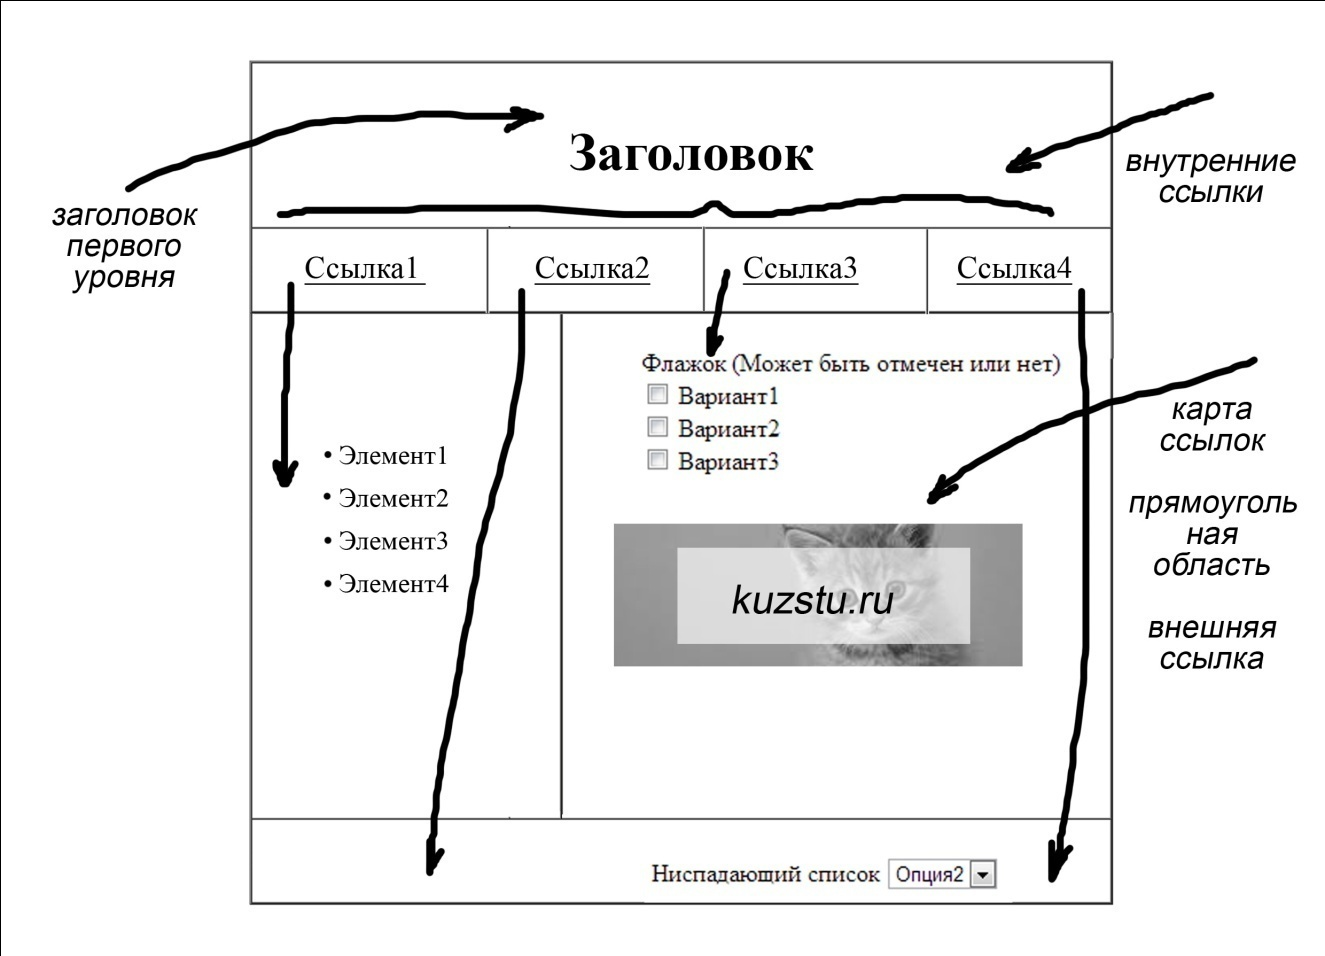 Заголовок
внутренние
ссылки
заголовок
первого
уровня
Ссылка1
Ссылка2
Ссылка3
Ссылка4
Флажок (Может быть отмечен или нет)
Вариант1
Вариант2
Вариант3
• Элемент1
• Элемент2
• Элемент3
• Элемент4
карта
ссылок
прямоуголь
ная
область
внешняя
ссылка
kuzstu.ru
Ниспадающий список Опция2